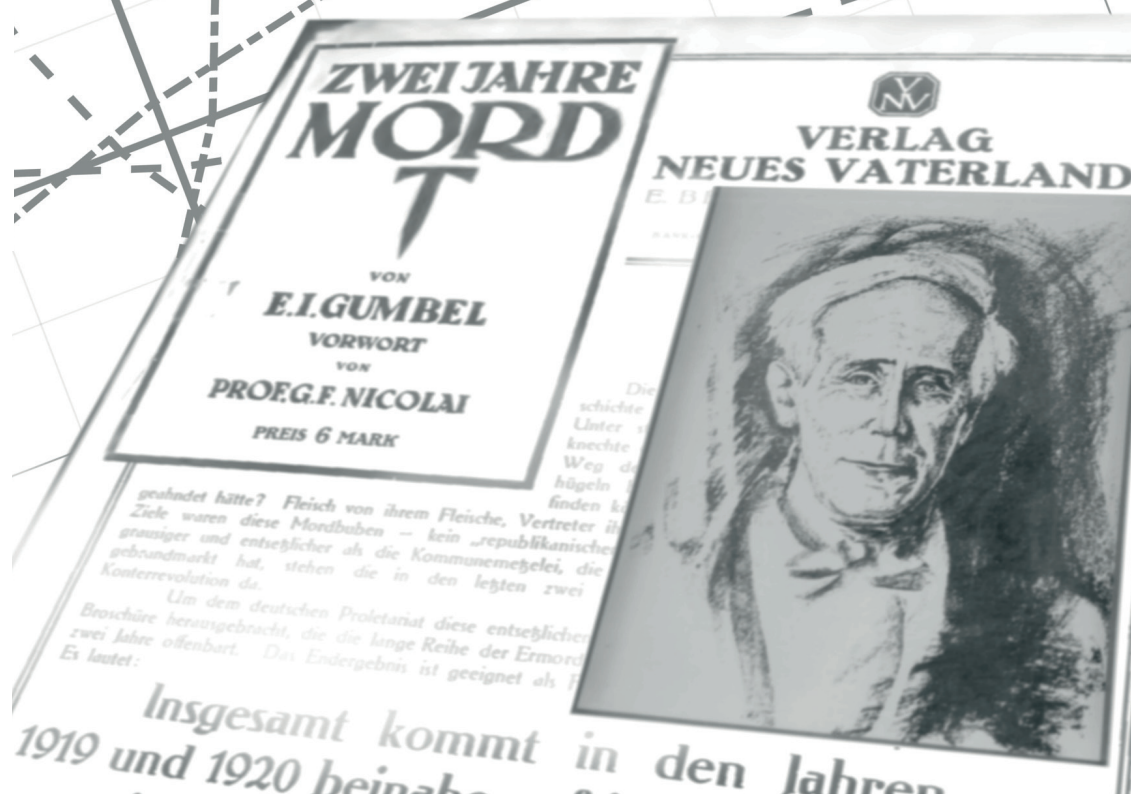 ZWEI JAHRE
MORD
VON
E.I.GUMBEL
VORWORT
VON
PROF.G.F. NICOLAI
PREIS 6 MARK
VNV
VERLAG
NEUES VATERLAND
E. B
Die
schichte
Unter
knechte
Weg
hügeln
finden
geahndet hätte? Fleisch von ihrem Fleische, Vertreter
Ziele waren diese Mordbuben — kein „republikanischer
grausiger und entsetzlicher als die Kommunemetzelei, die
gebrandmarkt hat, stehen die in den letzten zwei
Konterrevolution da.
Um dem deutschen Proletariat diese entsetzlichen
Broschüre herausgebracht, die die lange Reihe der Ermord
zwei Jahre offenbart. Das Endergebnis ist geeignet als
Es lautet:
Insgesamt kommt in den Jahren
1919 und 1920 beinahe